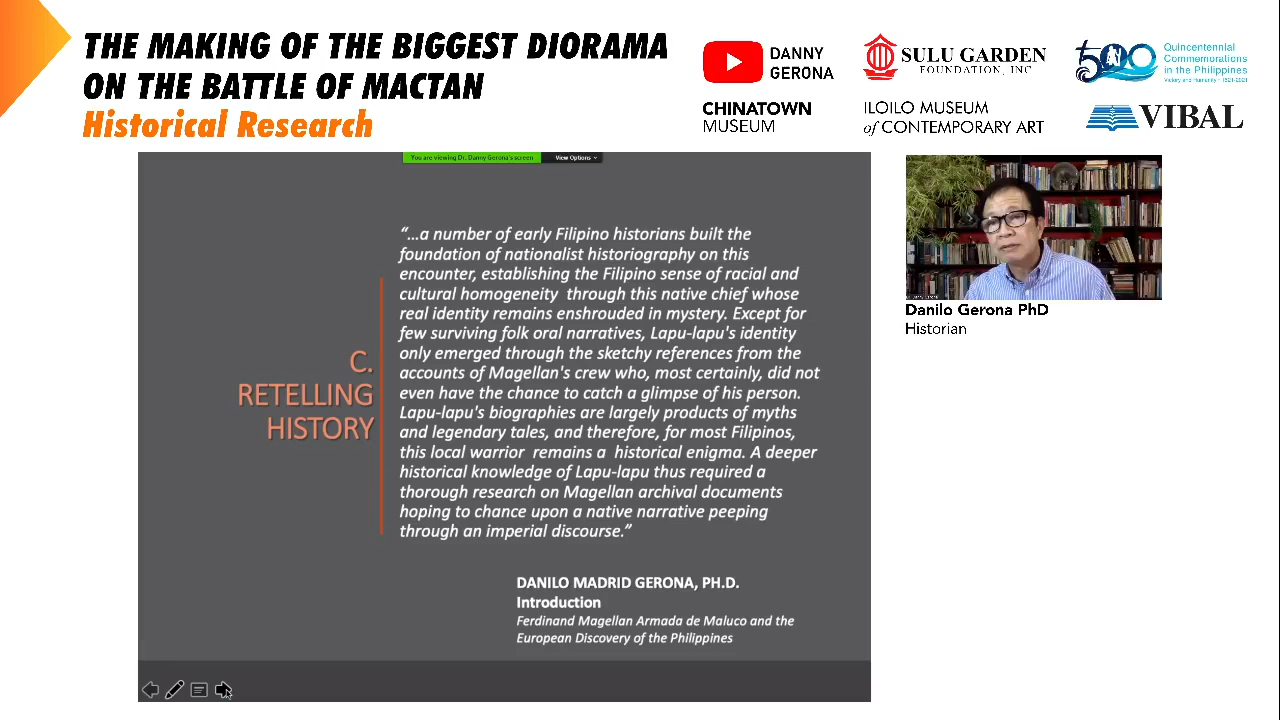 THE MAKING OF THE BIGGEST DIORAMA
ON THE BATTLE OF MACTAN
Historical Research
DANNY
GERONA
SULU GARDEN
FOUNDATION, INC
500
Quincentennial
Commemorations
in the Philippines
Victory and Humanity • 1521-2021
CHINATOWN
MUSEUM
ILOILO MUSEUM
of CONTEMPORARY ART
VIBAL
You are viewing Dr. Danny Gerona's screen
View Options
C.
RETELLING
HISTORY
“…a number of early Filipino historians built the
foundation of nationalist historiography on this
encounter, establishing the Filipino sense of racial and
cultural homogeneity through this native chief whose
real identity remains enshrouded in mystery. Except for
few surviving folk oral narratives, Lapu-lapu's identity
only emerged through the sketchy references from the
accounts of Magellan's crew who, most certainly, did not
even have the chance to catch a glimpse of his person.
Lapu-lapu's biographies are largely products of myths
and legendary tales, and therefore, for most Filipinos,
this local warrior remains a historical enigma. A deeper
historical knowledge of Lapu-lapu thus required a
thorough research on Magellan archival documents
hoping to chance upon a native narrative peeping
through an imperial discourse.”
DANILO MADRID GERONA, PH.D.
Introduction
Ferdinand Magellan Armada de Maluco and the
European Discovery of the Philippines
Danilo Gerona PhD
Historian